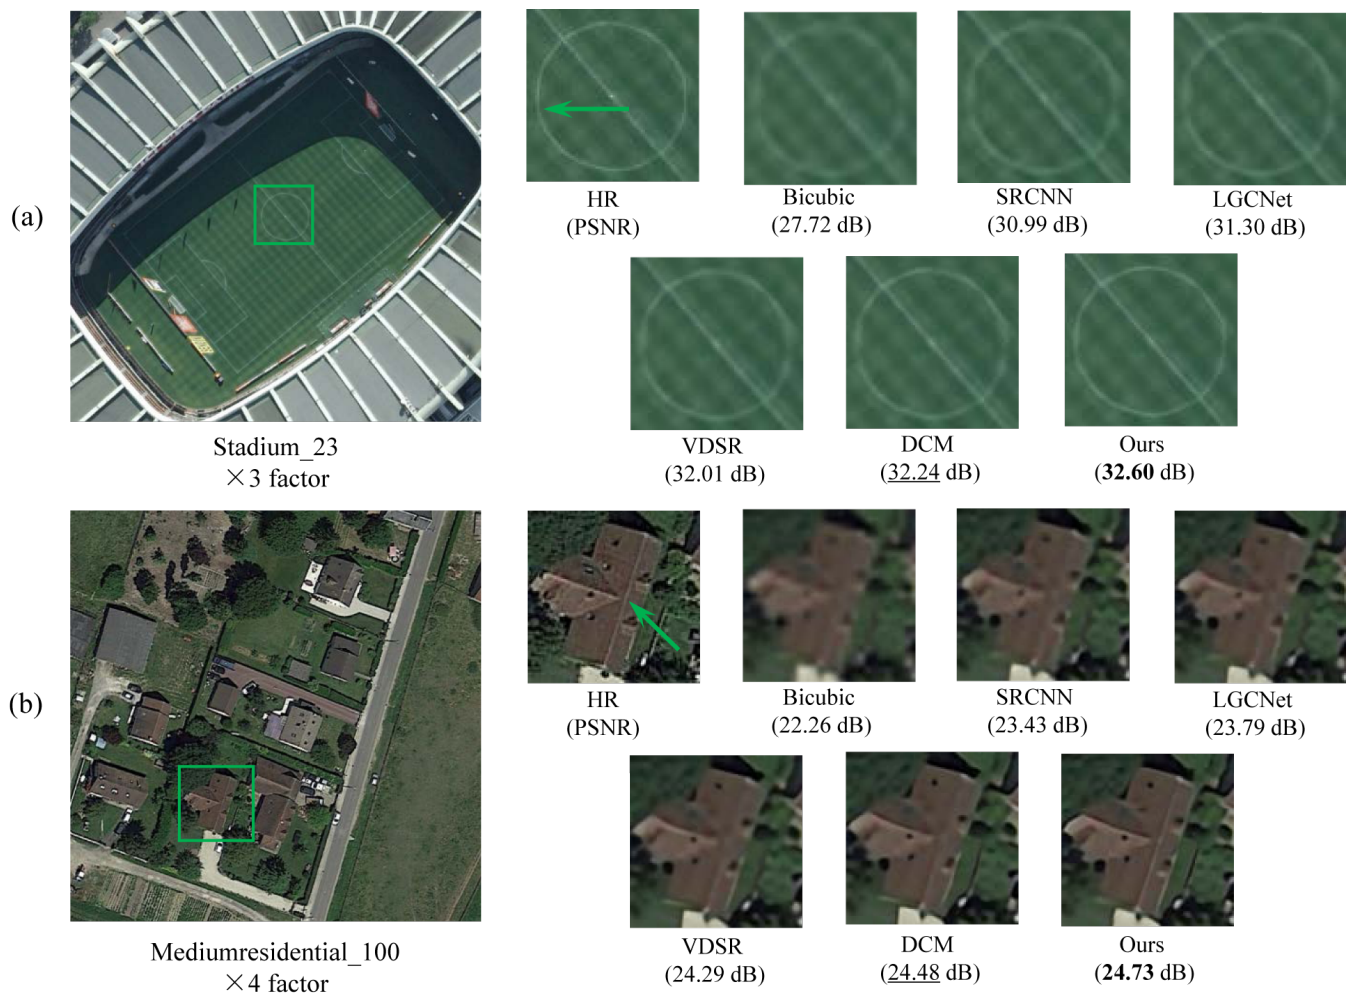 (a)
HR
(PSNR)
Bicubic
(27.72 dB)
SRCNN
(30.99 dB)
LGCNet
(31.30 dB)
VDSR
(32.01 dB)
DCM
(32.24 dB)
Ours
(32.60 dB)
Stadium_23
×3 factor
(b)
HR
(PSNR)
Bicubic
(22.26 dB)
SRCNN
(23.43 dB)
LGCNet
(23.79 dB)
VDSR
(24.29 dB)
DCM
(24.48 dB)
Ours
(24.73 dB)
Mediumresidential_100
×4 factor